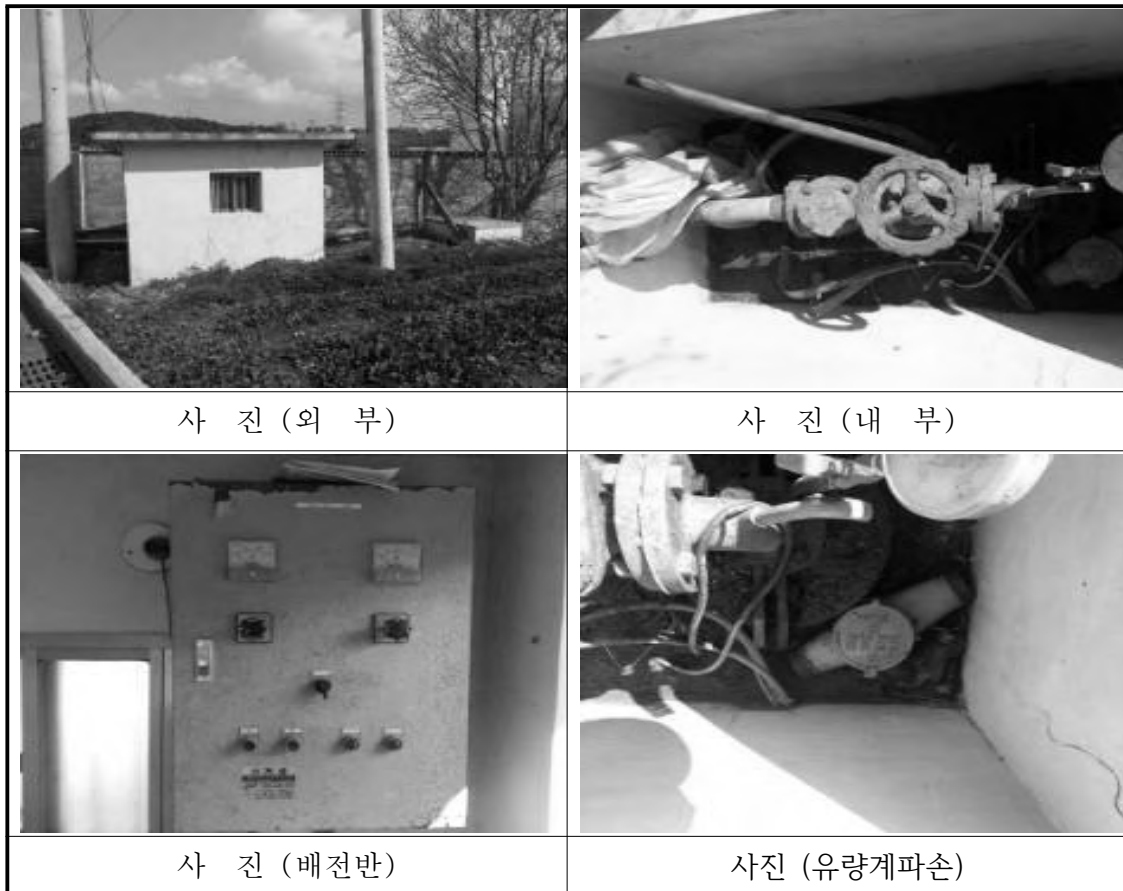 사 진 (외 부)
사 진 (내 부)
사 진 (배전반)
사진 (유량계파손)